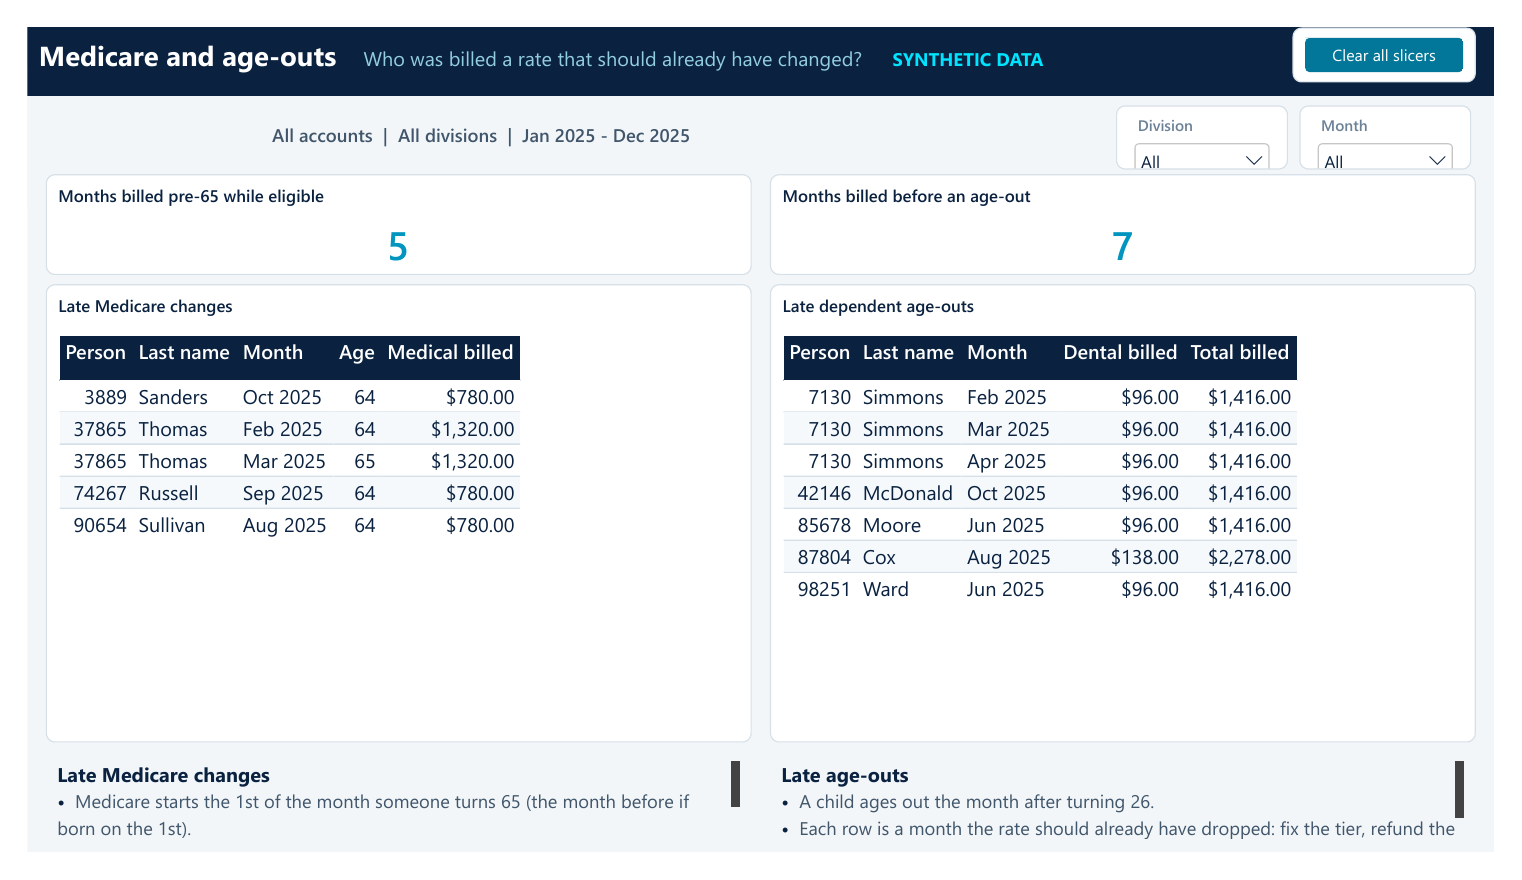 Medicare and age-outs Who was billed a rate that should already have changed? SYNTHETIC DATA Clear all slicers
All accounts | All divisions | Jan 2025 - Dec 2025
Division Month
All All
Months billed pre-65 while eligible
5
Months billed before an age-out
7
Late Medicare changes
Person Last name Month Age Medical billed
3889 Sanders Oct 2025 64 $780.00
37865 Thomas Feb 2025 64 $1,320.00
37865 Thomas Mar 2025 65 $1,320.00
74267 Russell Sep 2025 64 $780.00
90654 Sullivan Aug 2025 64 $780.00
Late dependent age-outs
Person Last name Month Dental billed Total billed
7130 Simmons Feb 2025 $96.00 $1,416.00
7130 Simmons Mar 2025 $96.00 $1,416.00
7130 Simmons Apr 2025 $96.00 $1,416.00
42146 McDonald Oct 2025 $96.00 $1,416.00
85678 Moore Jun 2025 $96.00 $1,416.00
87804 Cox Aug 2025 $138.00 $2,278.00
98251 Ward Jun 2025 $96.00 $1,416.00
Late Medicare changes
• Medicare starts the 1st of the month someone turns 65 (the month before if
born on the 1st).
Late age-outs
• A child ages out the month after turning 26.
• Each row is a month the rate should already have dropped: fix the tier, refund the